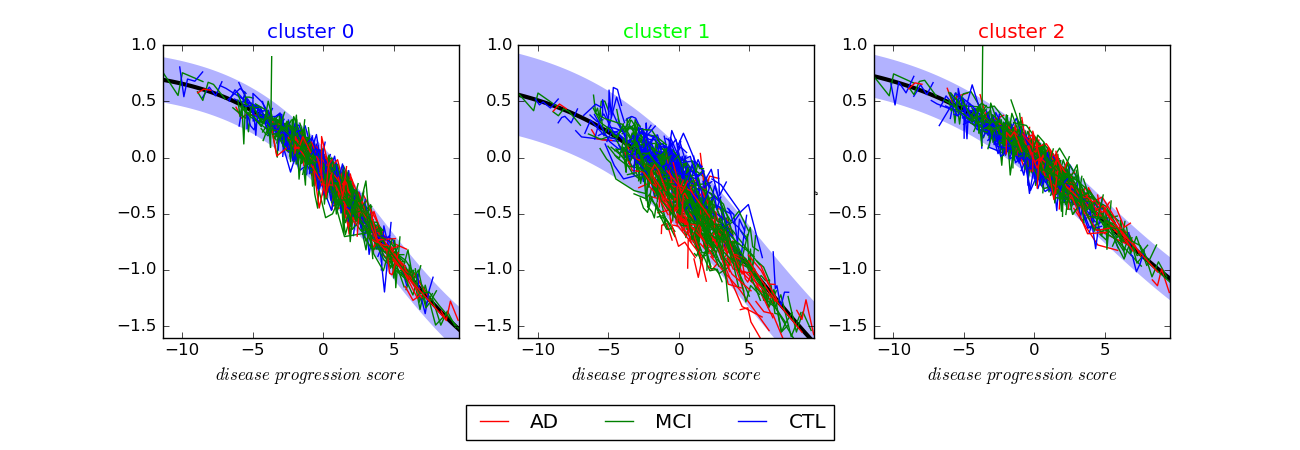 cluster 0 cluster 1 cluster 2
1.0 1.0 1.0
0.5 0.5 0.5
0.0 0.0 0.0
−0.5 −0.5 −0.5
−1.0 −1.0 −1.0
−1.5 −1.5 −1.5
−10 −5 0 5 −10 −5 0 5 −10 −5 0 5
disease progression score disease progression score disease progression score
AD MCI CTL